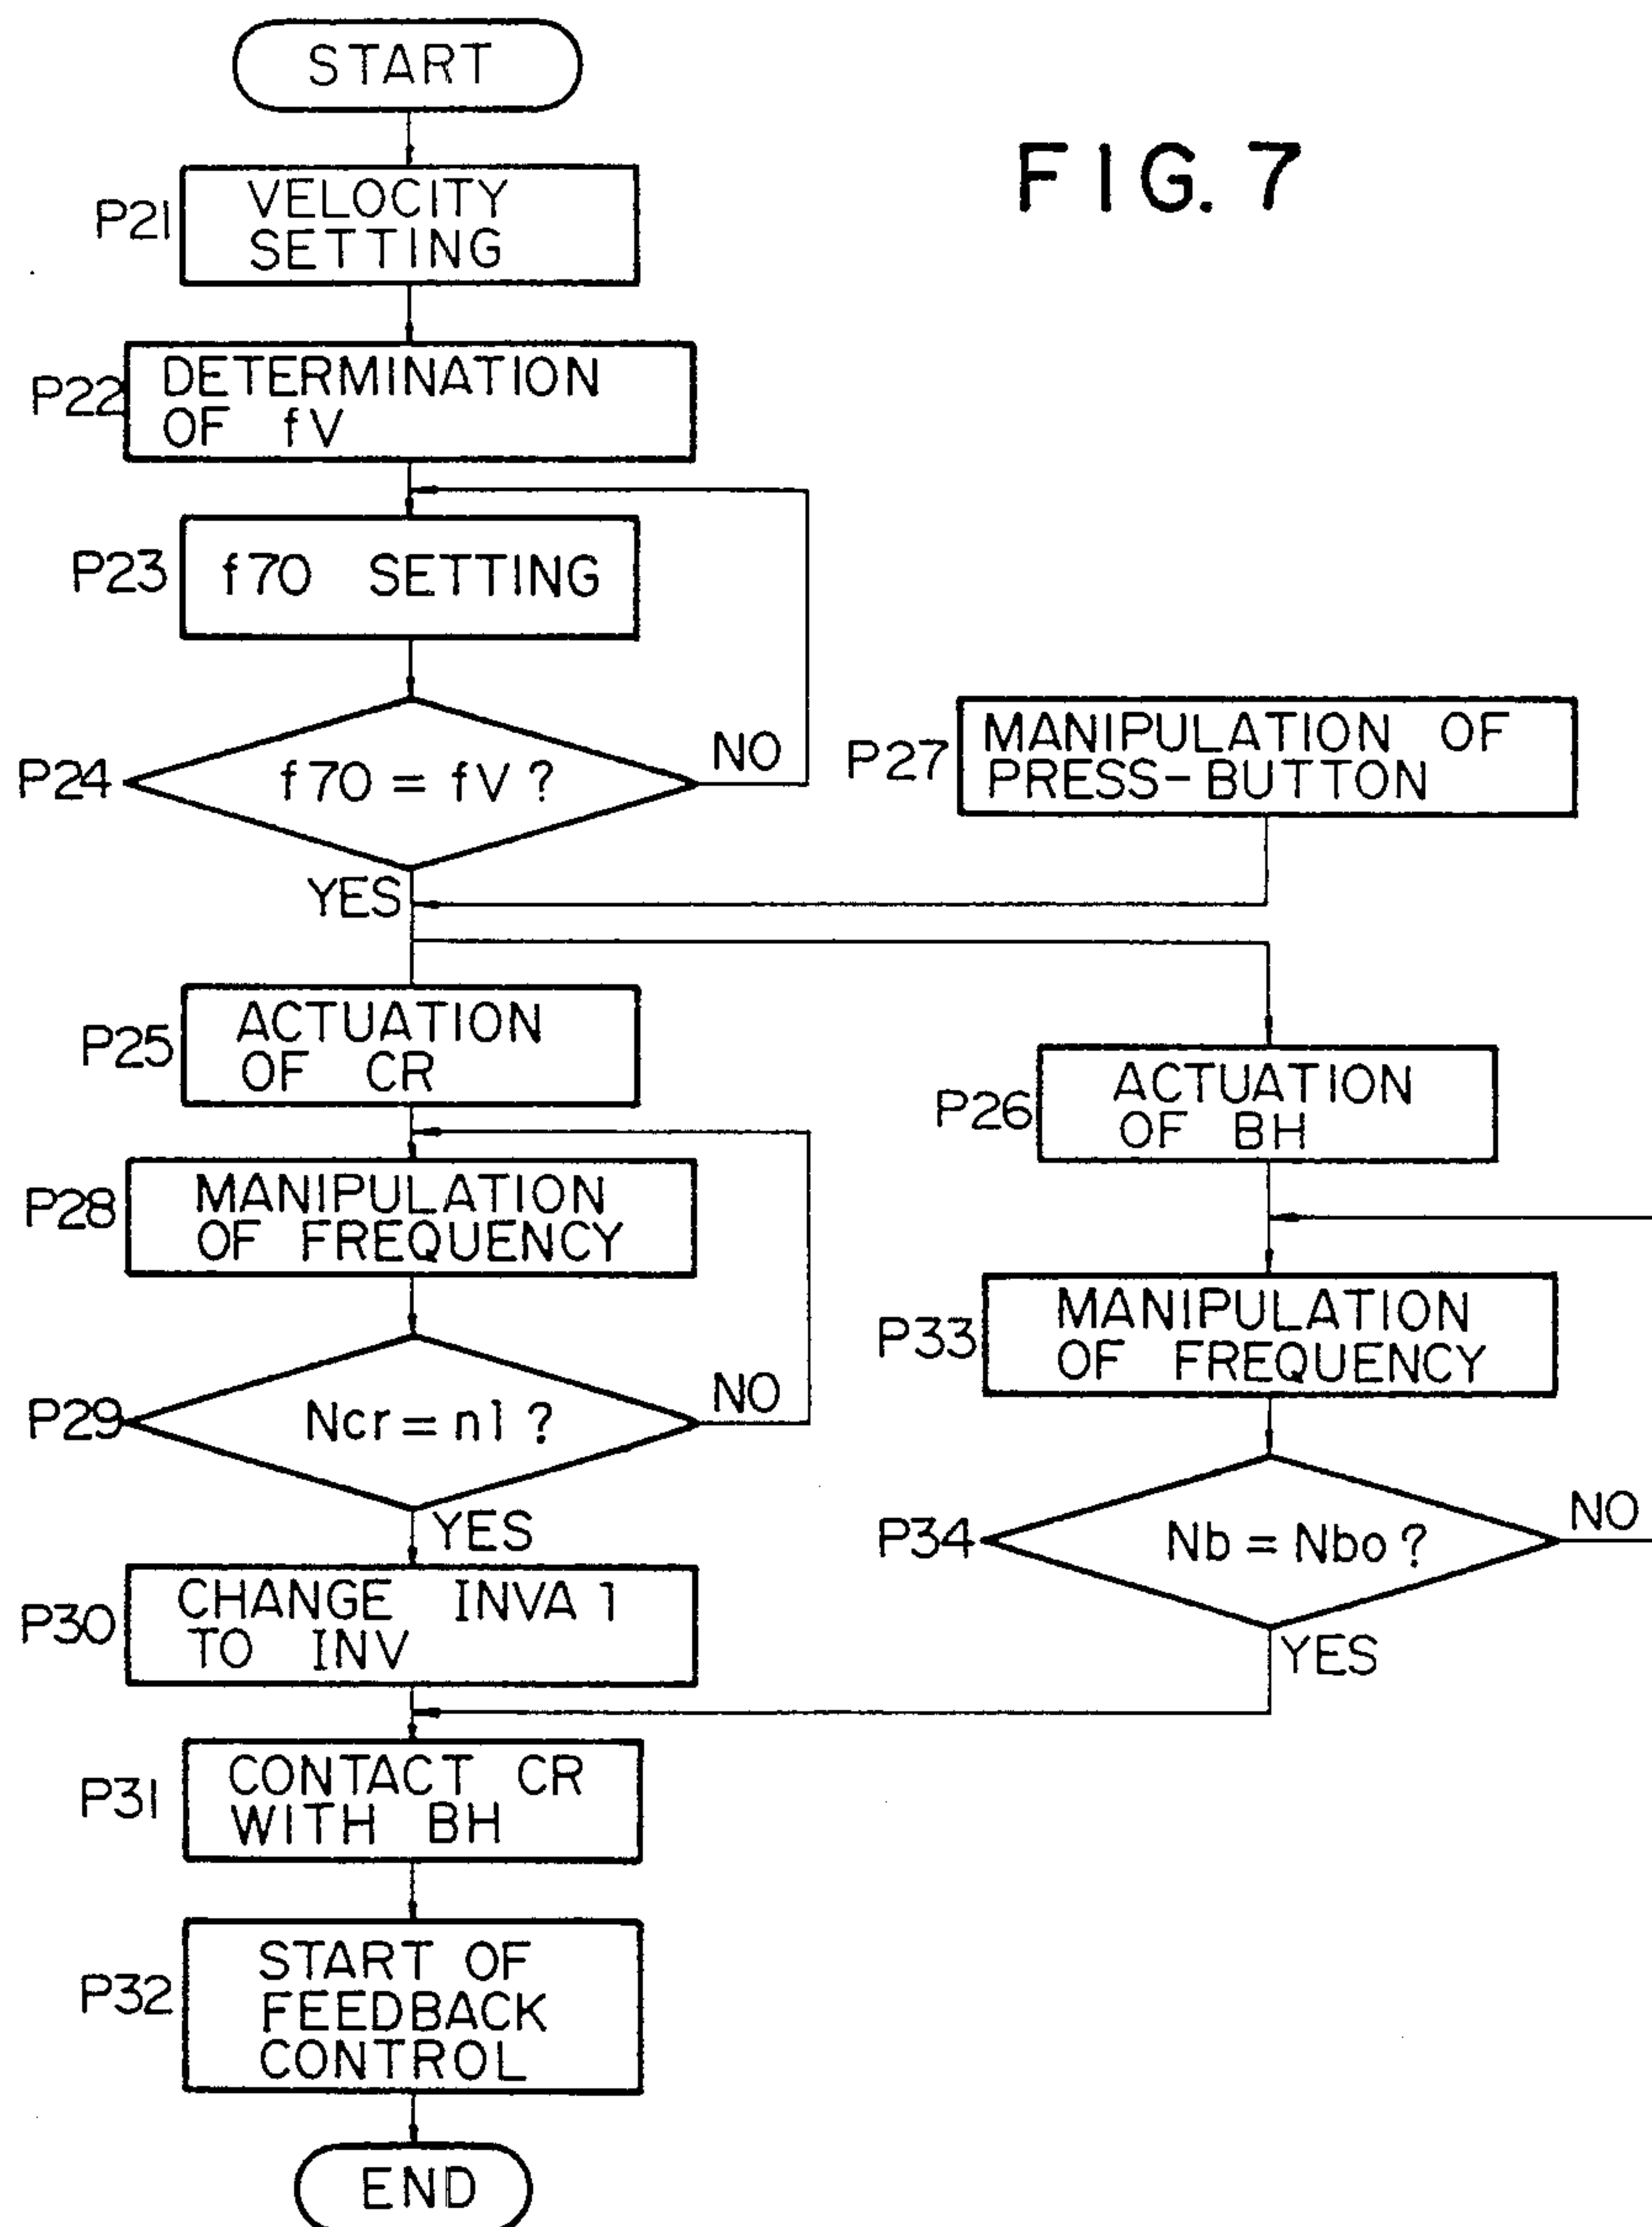 START
FIG. 7
P21
VELOCITY
SETTING
P22
DETERMINATION
OF fV
P23
f70 SETTING
P24
f70 = fV ?
NO
YES
P27
MANIPULATION OF
PRESS-BUTTON
P25
ACTUATION
OF CR
P26
ACTUATION
OF BH
P28
MANIPULATION
OF FREQUENCY
P29
Ncr = n1 ?
NO
YES
P33
MANIPULATION
OF FREQUENCY
P34
Nb = Nbo ?
NO
YES
P30
CHANGE INVA 1
TO INV
P31
CONTACT CR
WITH BH
P32
START OF
FEEDBACK
CONTROL
END